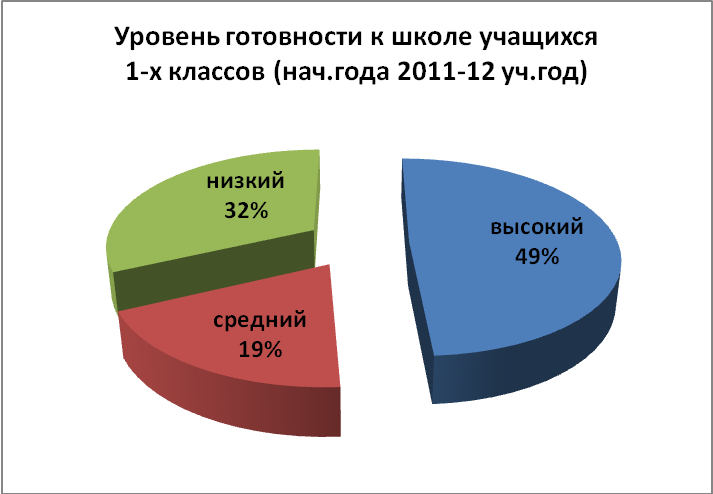 Уровень готовности к школе учащихся
1-х классов (нач.года 2011-12 уч.год)
низкий
32%
высокий
49%
средний
19%